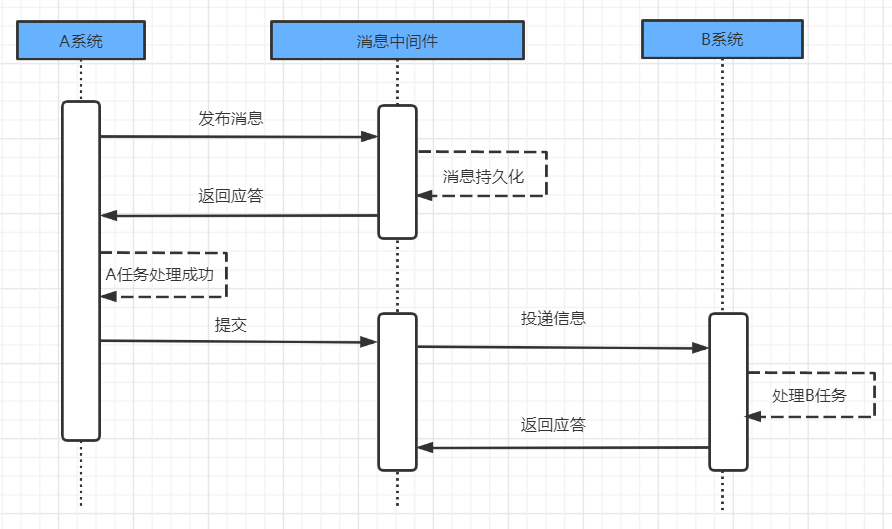 A系统
消息中间件
B系统
发布消息
消息持久化
返回应答
A任务处理成功
提交
投递信息
处理B任务
返回应答